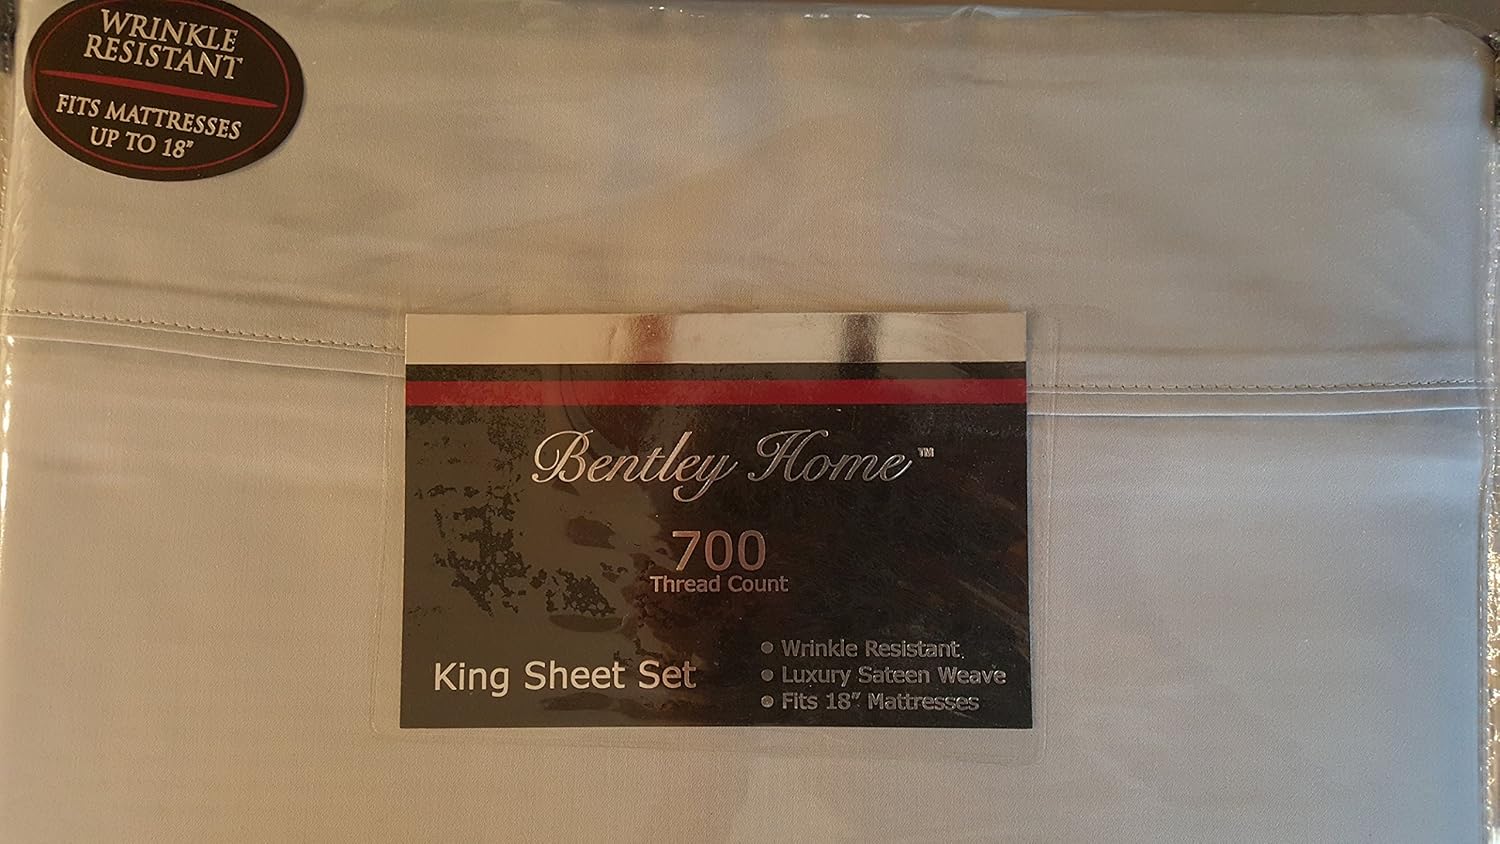 WRINKLE
RESISTANT
FITS MATTRESSES
UP TO 18"
Bentley Home™
700
Thread Count
King Sheet Set
• Wrinkle Resistant
• Luxury Sateen Weave
• Fits 18" Mattresses